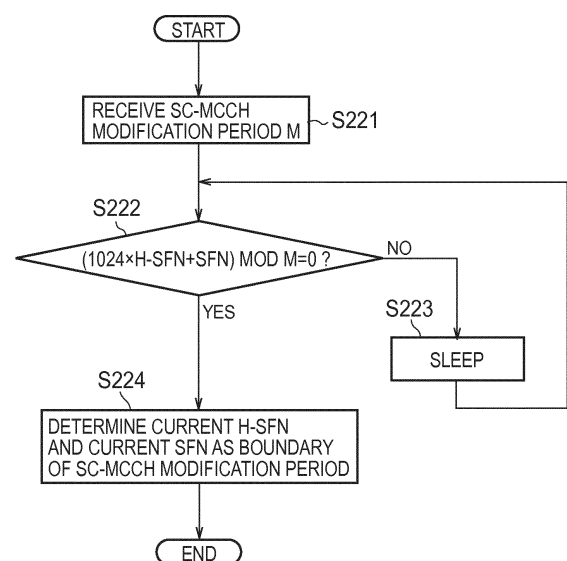 START
RECEIVE SC-MCCH
MODIFICATION PERIOD M
S221
S222
(1024×H-SFN+SFN) MOD M=0 ?
NO
YES
S223
SLEEP
S224
DETERMINE CURRENT H-SFN
AND CURRENT SFN AS BOUNDARY
OF SC-MCCH MODIFICATION PERIOD
END